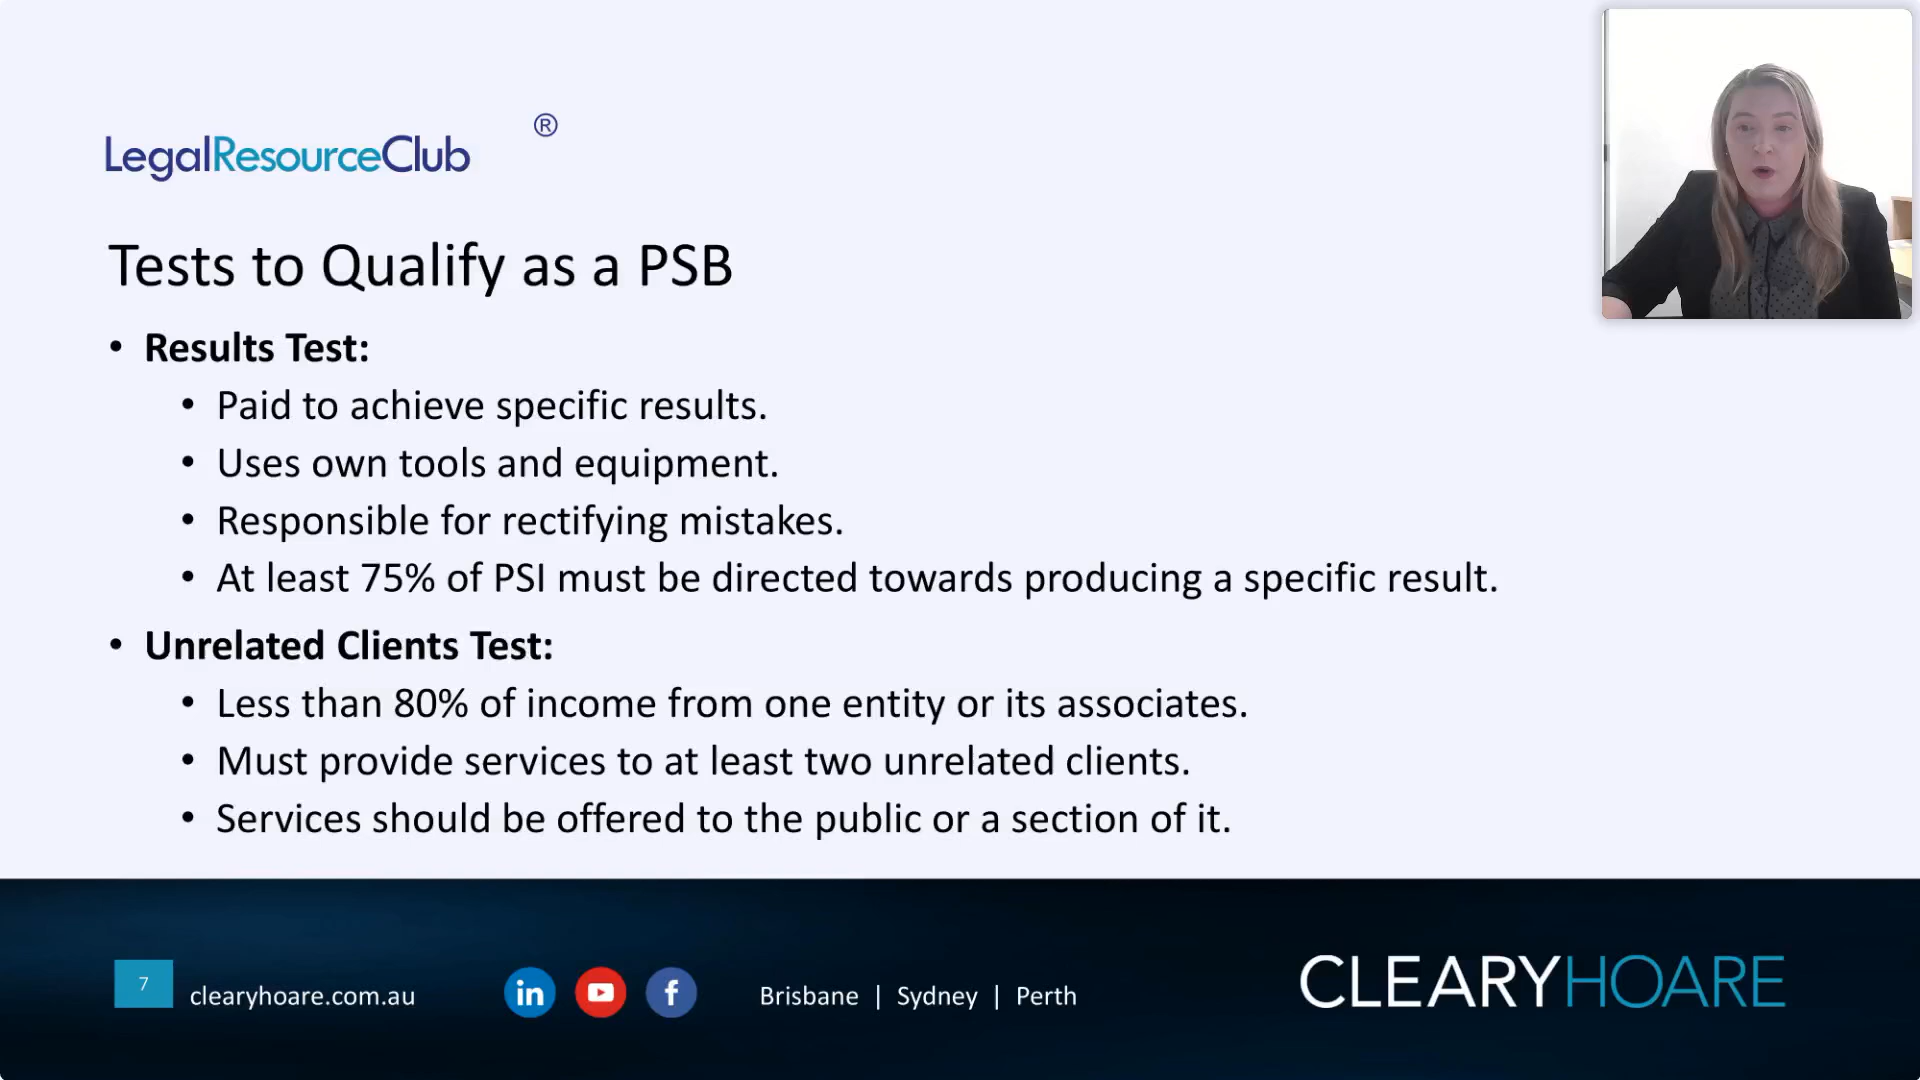 LegalResourceClub ®
Tests to Qualify as a PSB
• Results Test:
• Paid to achieve specific results.
• Uses own tools and equipment.
• Responsible for rectifying mistakes.
• At least 75% of PSI must be directed towards producing a specific result.
• Unrelated Clients Test:
• Less than 80% of income from one entity or its associates.
• Must provide services to at least two unrelated clients.
• Services should be offered to the public or a section of it.
7
clearyhoare.com.au
in
f
Brisbane | Sydney | Perth
CLEARYHOARE